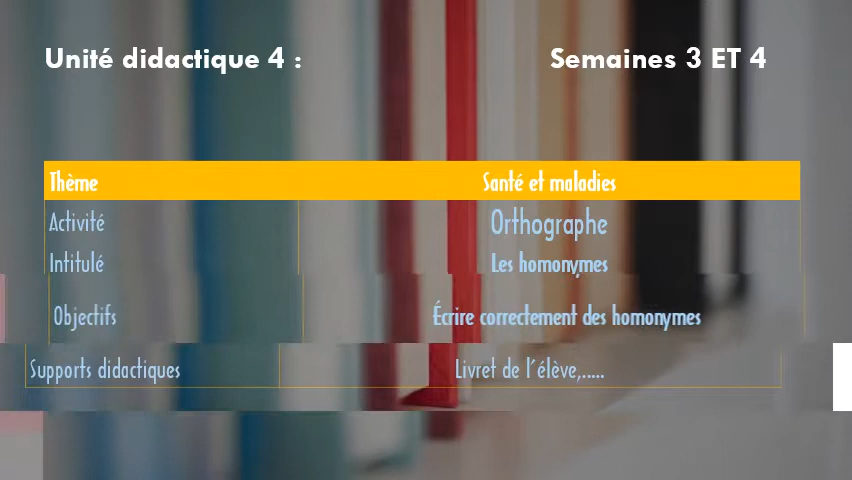 Unité didactique 4 : Semaines 3 ET 4
Thème Santé et maladies
Activité Orthographe
Intitulé Les homonymes
Objectifs Écrire correctement des homonymes
Supports didactiques Livret de l'élève,.....